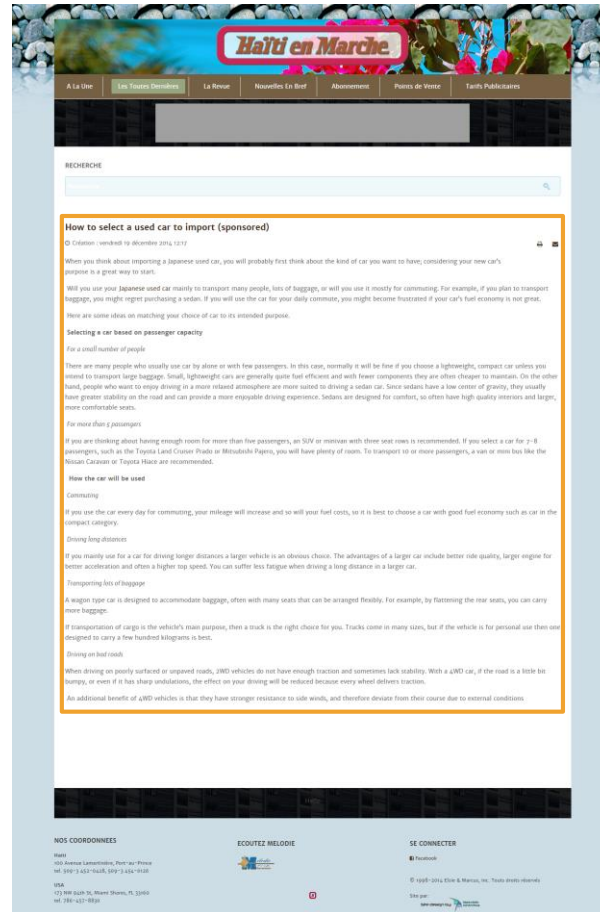 Haïti en Marche
A La Une
Les Toutes Dernières
La Revue
Nouvelles En Bref
Abonnement
Points de Vente
Tarifs Publicitaires
RECHERCHE
How to select a used car to import (sponsored)
Création : vendredi 19 décembre 2014 12:17
When you think about importing a Japanese used car, you will probably first think about the kind of car you want to have; considering your new car's
purpose is a great way to start.
Will you use your Japanese used car mainly to transport many people, lots of baggage, or will you use it mostly for commuting. For example, if you plan to transport
baggage, you might regret purchasing a sedan. If you will use the car for your daily commute, you might become frustrated if your car's fuel economy is not great.
Here are some ideas on matching your choice of car to its intended purpose.
Selecting a car based on passenger capacity
For a small number of people
There are many people who usually use car by alone or with few passengers. In this case, normally it will be fine if you choose a lightweight, compact car unless you
intend to transport large baggage. Small, lightweight cars are generally quite fuel efficient and with fewer components they are often cheaper to maintain. On the other
hand, people who want to enjoy driving in a more relaxed atmosphere are more suited to driving a sedan car. Since sedans have a low center of gravity, they usually
have greater stability on the road and can provide a more enjoyable driving experience. Sedans are designed for comfort, so often have high quality interiors and larger,
more comfortable seats.
For more than 5 passengers
If you are thinking about having enough room for more than five passengers, an SUV or minivan with three seat rows is recommended. If you select a car for 7-8
passengers, such as the Toyota Land Cruiser Prado or Mitsubishi Pajero, you will have plenty of room. To transport 10 or more passengers, a van or mini bus like the
Nissan Caravan or Toyota Hiace are recommended.
How the car will be used
Commuting
If you use the car every day for commuting, your mileage will increase and so will your fuel costs, so it is best to choose a car with good fuel economy such as car in the
compact category.
Driving long distances
If you mainly use for a car for driving longer distances a larger vehicle is an obvious choice. The advantages of a larger car include better ride quality, larger engine for
better acceleration and often a higher top speed. You can suffer less fatigue when driving a long distance in a larger car.
Transporting lots of baggage
A wagon type car is designed to accommodate baggage, often with many seats that can be arranged flexibly. For example, by flattening the rear seats, you can carry
more baggage.
If transportation of cargo is the vehicle's main purpose, then a truck is the right choice for you. Trucks come in many sizes, but if the vehicle is for personal use then one
designed to carry a few hundred kilograms is best.
Driving on bad roads
When driving on poorly surfaced or unpaved roads, 2WD vehicles do not have enough traction and sometimes lack stability. With a 4WD car, if the road is a little bit
bumpy, or even if it has sharp undulations, the effect on your driving will be reduced because every wheel delivers traction.
An additional benefit of 4WD vehicles is that they have stronger resistance to side winds, and therefore deviate from their course due to external conditions
NOS COORDONNEES
Haiti
100 Avenue Lamartinière, Port-au-Prince
USA
173 NW 94th St, Miami Shores, FL 33150
ECOUTEZ MELODIE
SE CONNECTER
Facebook
© 1998-2014 Elsie & Marcus, Inc. Touts droits réservés
Site par: